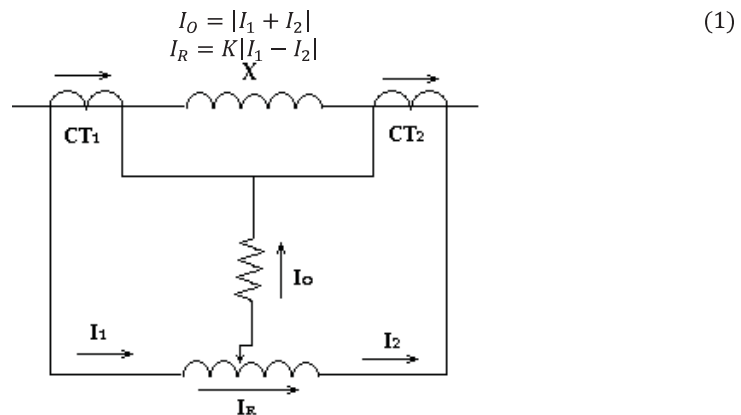 I_O = |I_1 + I_2| (1)
I_R = K|I_1 − I_2|
X
CT₁
CT₂
Iₒ
I₁
I₂
I_R